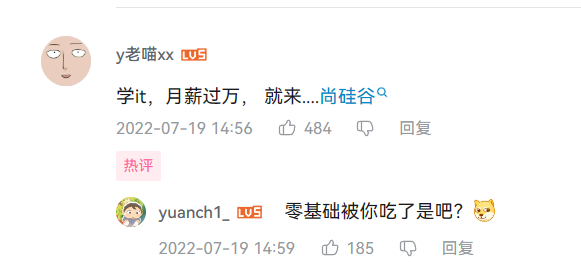 y老喵xx LV5
学it，月薪过万， 就来....尚硅谷
2022-07-19 14:56 484 回复
热评
yuanch1_ LV5 零基础被你吃了是吧？
2022-07-19 14:59 185 回复